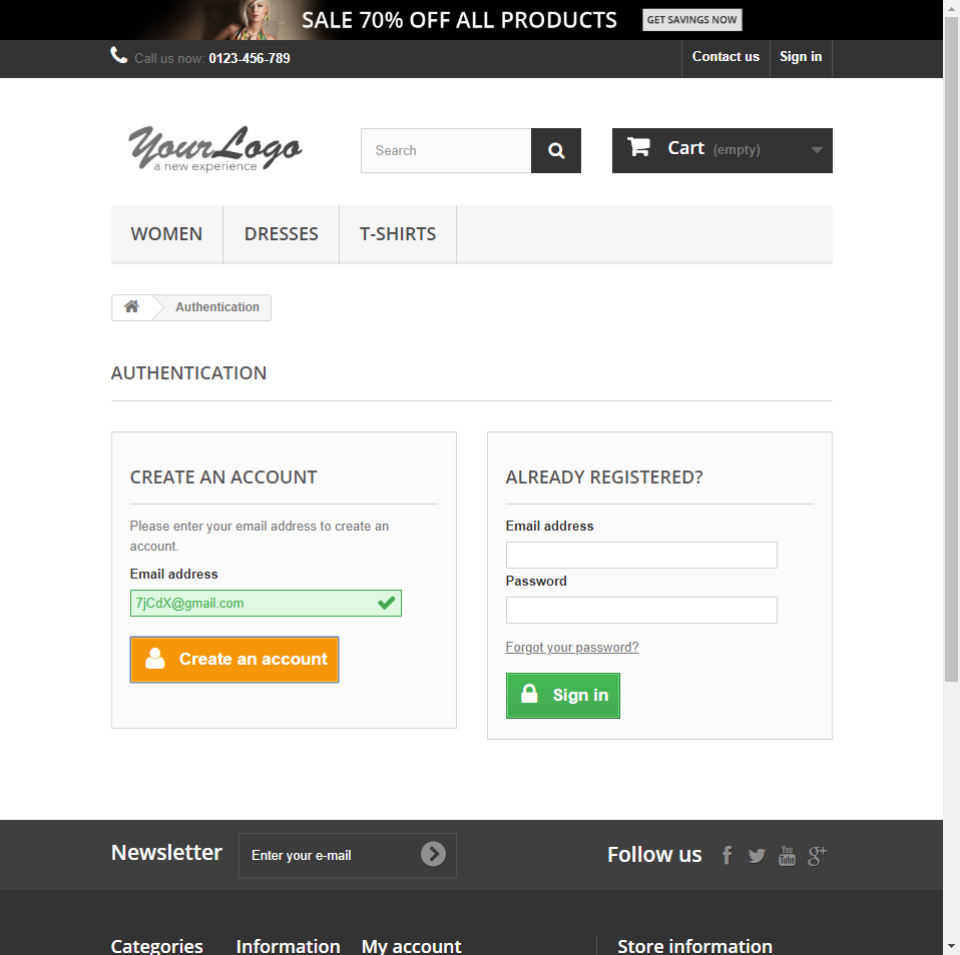 SALE 70% OFF ALL PRODUCTS
GET SAVINGS NOW
Call us now: 0123-456-789
Contact us
Sign in
YourLogo
a new experience
Search
Cart (empty)
WOMEN
DRESSES
T-SHIRTS
Authentication
AUTHENTICATION
CREATE AN ACCOUNT
Please enter your email address to create an
account.
Email address
7jCdX@gmail.com
Create an account
ALREADY REGISTERED?
Email address
Password
Forgot your password?
Sign in
Newsletter
Enter your e-mail
Follow us
You
Tube
Categories
Information
My account
Store information